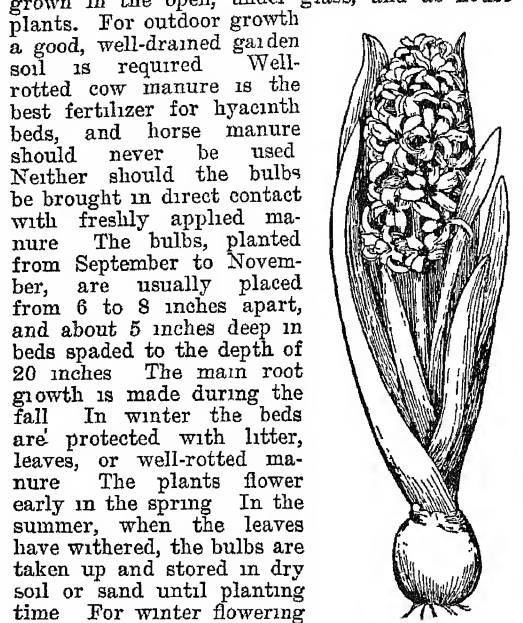 grown in the open, under glass, and as house
plants. For outdoor growth
a good, well-drained garden
soil is required Well-
rotted cow manure is the
best fertilizer for hyacinth
beds, and horse manure
should never be used
Neither should the bulbs
be brought in direct contact
with freshly applied ma-
nure The bulbs, planted
from September to Novem-
ber, are usually placed
from 6 to 8 inches apart,
and about 5 inches deep in
beds spaded to the depth of
20 inches The main root
growth is made during the
fall In winter the beds
are protected with litter,
leaves, or well-rotted ma-
nure The plants flower
early in the spring In the
summer, when the leaves
have withered, the bulbs are
taken up and stored in dry
soil or sand until planting
time For winter flowering